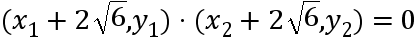 (x₁ + 2√6,y₁) · (x₂ + 2√6,y₂) = 0